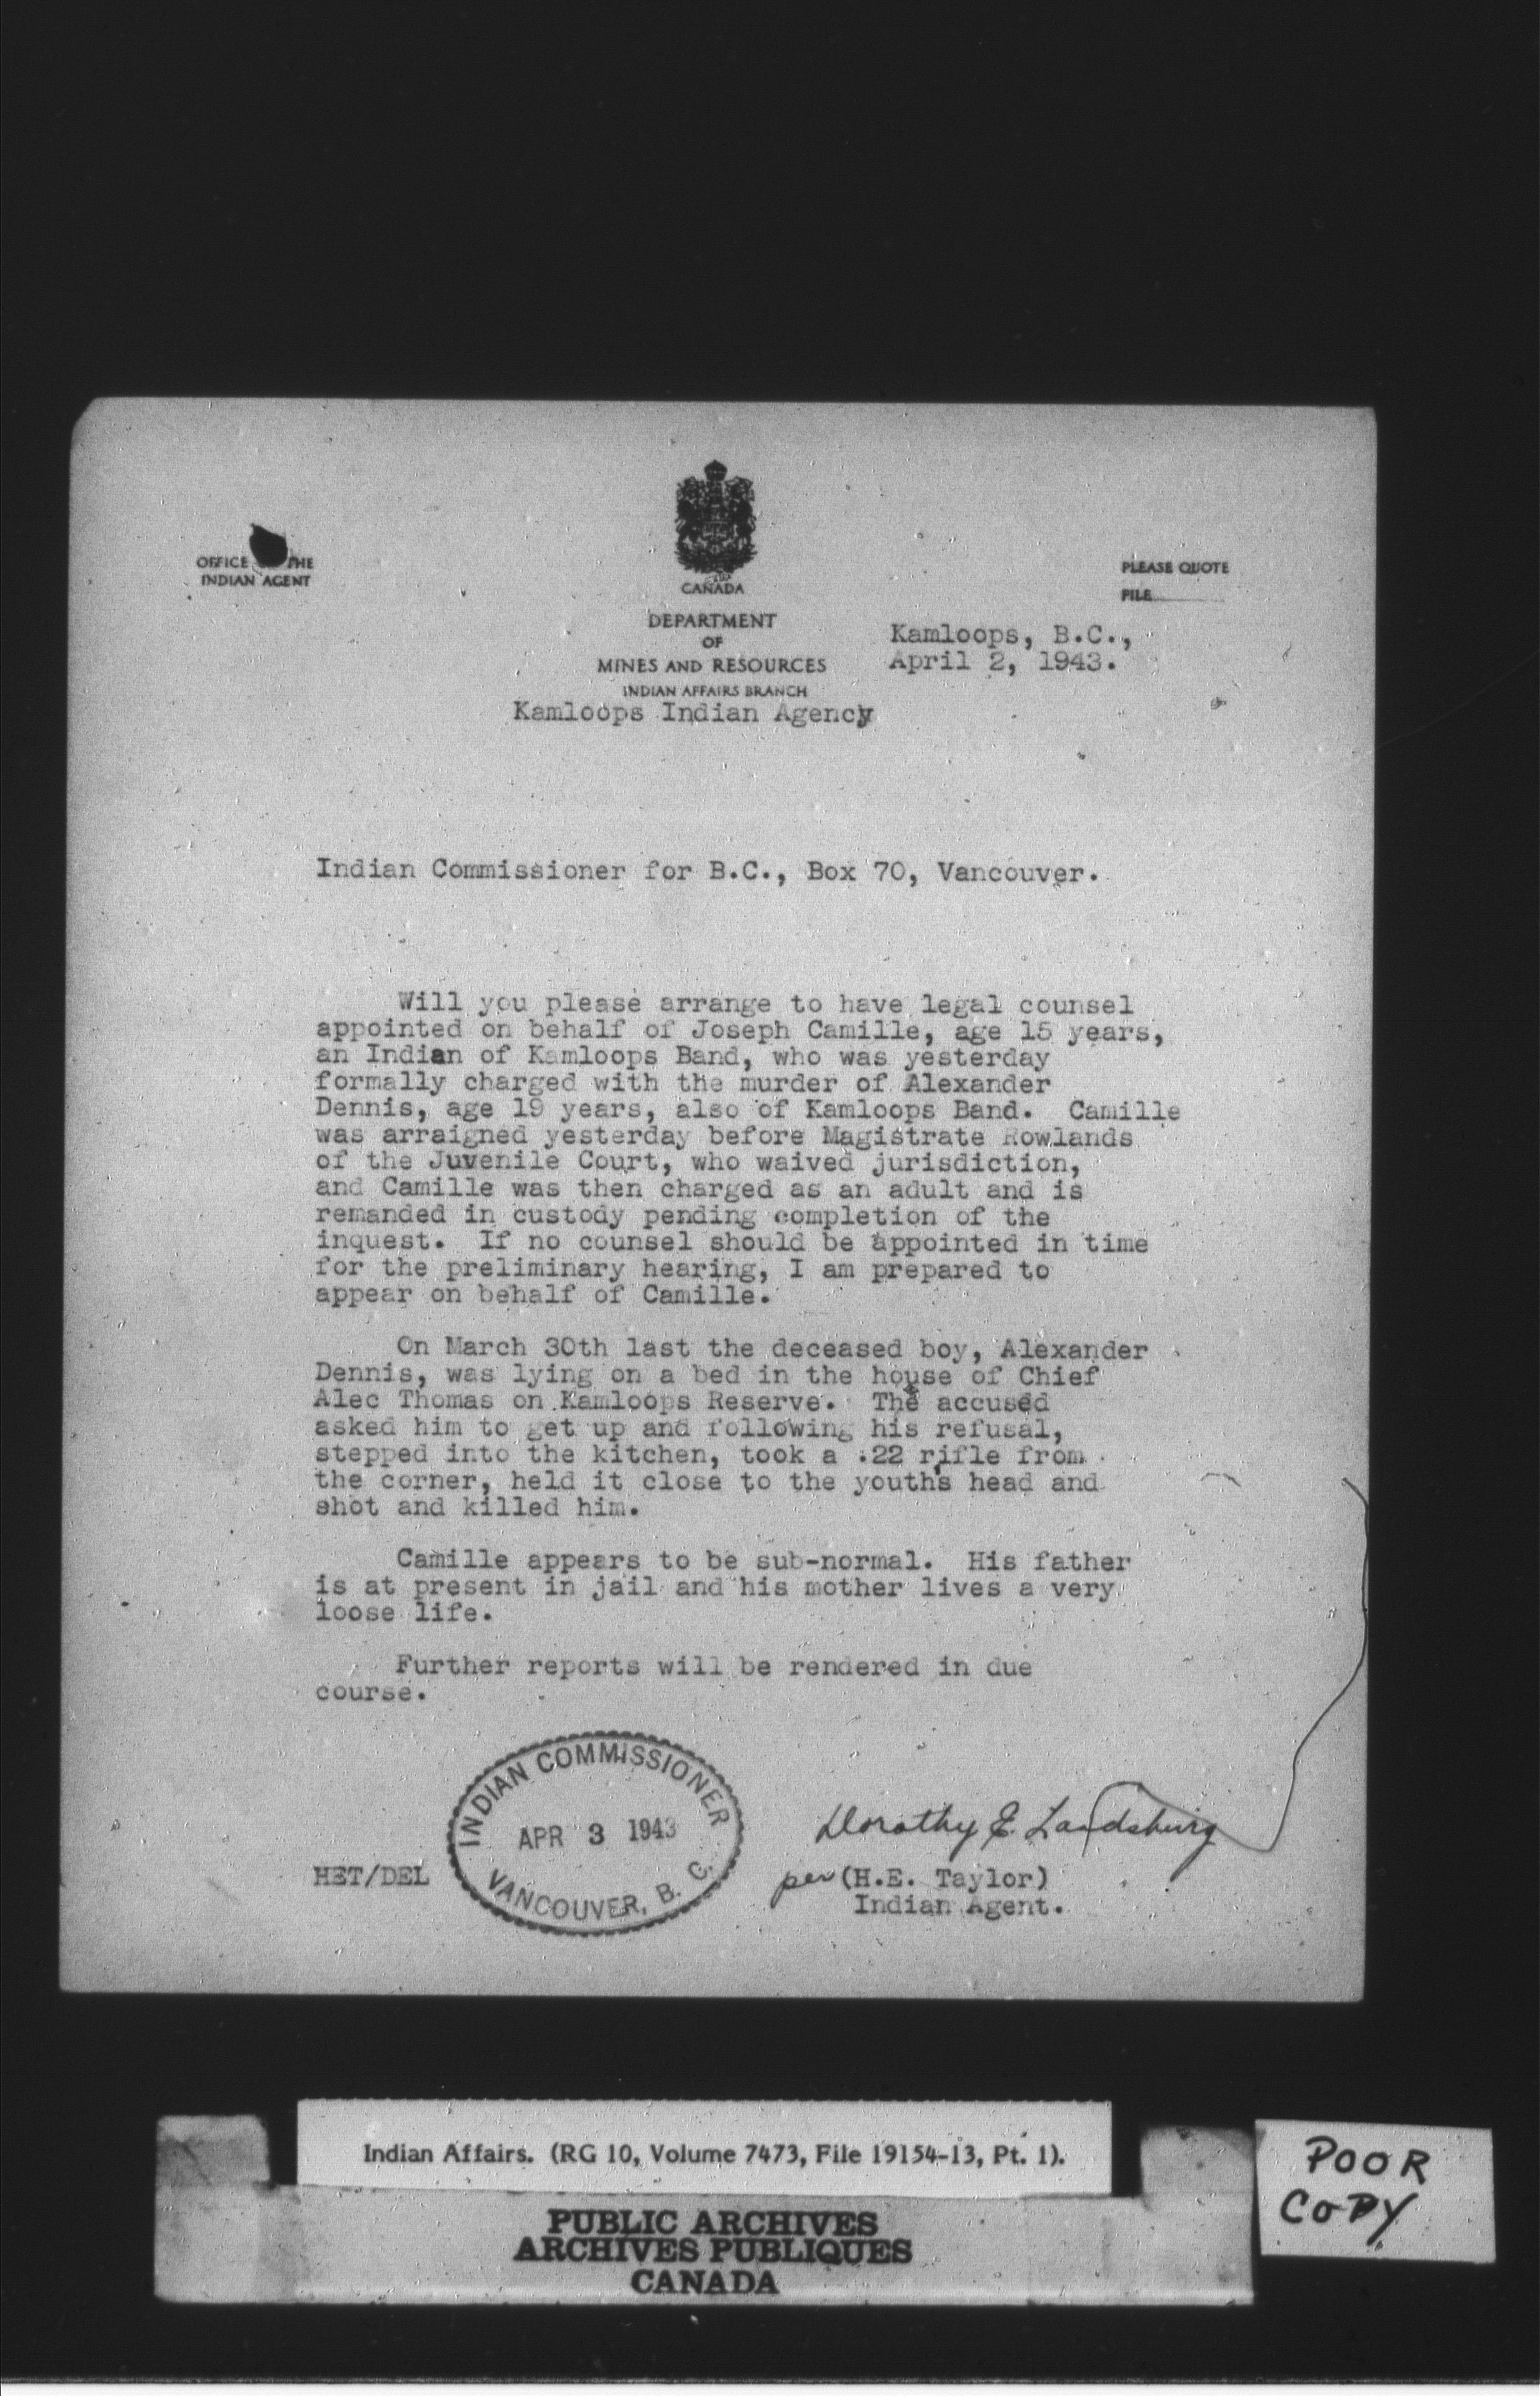 OFFICE THE
INDIAN AGENT
CANADA
DEPARTMENT
OF
MINES AND RESOURCES
INDIAN AFFAIRS BRANCH
Kamloops Indian Agency
PLEASE QUOTE
FILE
Kamloops, B.C.,
April 2, 1943.
Indian Commissioner for B.C., Box 70, Vancouver.
Will you please arrange to have legal counsel
appointed on behalf of Joseph Camille, age 15 years,
an Indian of Kamloops Band, who was yesterday
formally charged with the murder of Alexander
Dennis, age 19 years, also of Kamloops Band. Camille
was arraigned yesterday before Magistrate Rowlands
of the Juvenile Court, who waived jurisdiction,
and Camille was then charged as an adult and is
remanded in custody pending completion of the
inquest. If no counsel should be appointed in time
for the preliminary hearing, I am prepared to
appear on behalf of Camille.
On March 30th last the deceased boy, Alexander
Dennis, was lying on a bed in the house of Chief
Alec Thomas on Kamloops Reserve. The accused
asked him to get up and following his refusal,
stepped into the kitchen, took a .22 rifle from
the corner, held it close to the youth's head and
shot and killed him.
Camille appears to be sub-normal. His father
is at present in jail and his mother lives a very
loose life.
Further reports will be rendered in due
course.
INDIAN COMMISSIONER
APR 3 1943
VANCOUVER, B. C.
Dorothy E. Landsburg
HET/DEL
per (H.E. Taylor)
Indian Agent.
Indian Affairs. (RG 10, Volume 7473, File 19154-13, Pt. 1).
PUBLIC ARCHIVES
ARCHIVES PUBLIQUES
CANADA
POOR
COPY